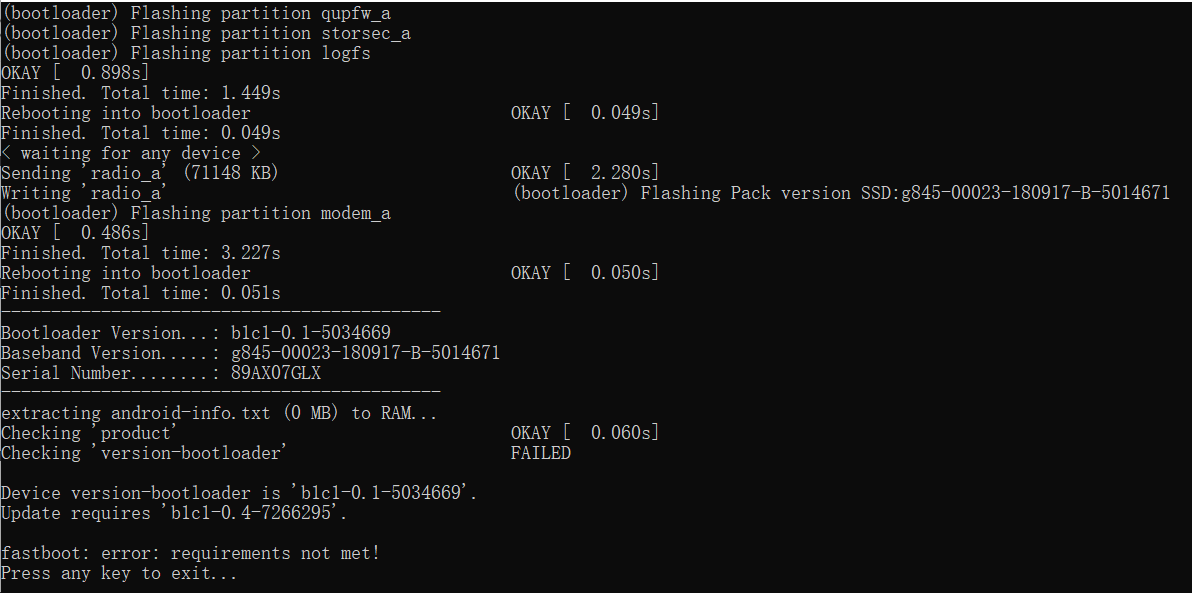 (bootloader) Flashing partition qupfw_a
(bootloader) Flashing partition storsec_a
(bootloader) Flashing partition logfs
OKAY [  0.898s]
Finished. Total time: 1.449s
Rebooting into bootloader                          OKAY [  0.049s]
Finished. Total time: 0.049s
< waiting for any device >
Sending 'radio_a' (71148 KB)                       OKAY [  2.280s]
Writing 'radio_a'                                  (bootloader) Flashing Pack version SSD:g845-00023-180917-B-5014671
(bootloader) Flashing partition modem_a
OKAY [  0.486s]
Finished. Total time: 3.227s
Rebooting into bootloader                          OKAY [  0.050s]
Finished. Total time: 0.051s
--------------------------------------------
Bootloader Version...: b1c1-0.1-5034669
Baseband Version.....: g845-00023-180917-B-5014671
Serial Number........: 89AX07GLX
--------------------------------------------
extracting android-info.txt (0 MB) to RAM...
Checking 'product'                                 OKAY [  0.060s]
Checking 'version-bootloader'                      FAILED
Device version-bootloader is 'b1c1-0.1-5034669'.
Update requires 'b1c1-0.4-7266295'.
fastboot: error: requirements not met!
Press any key to exit...